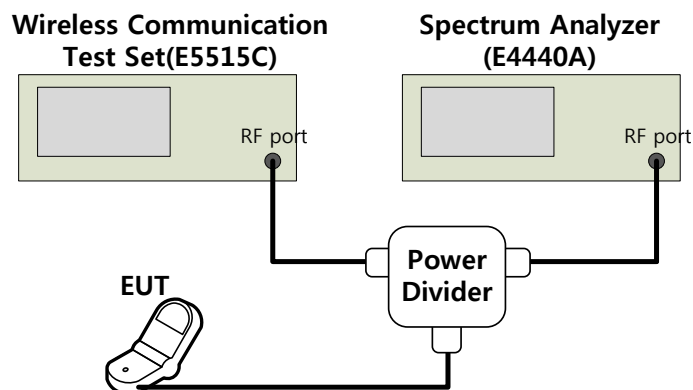 Wireless Communication
Test Set(E5515C)
Spectrum Analyzer
(E4440A)
RF port
RF port
Power
Divider
EUT